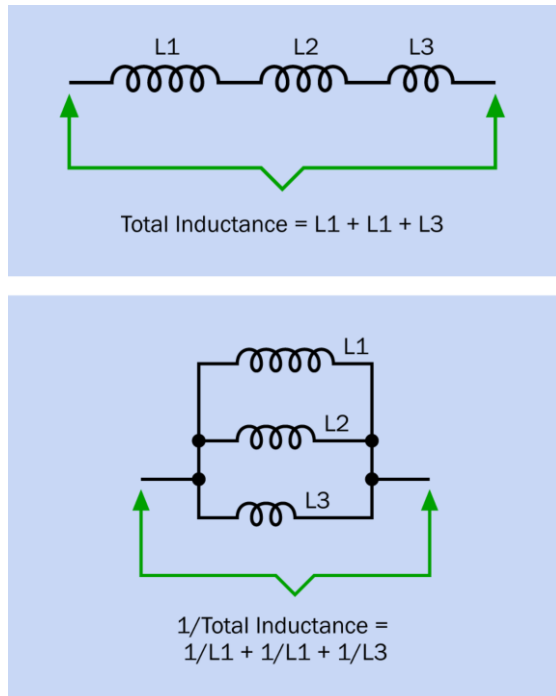 L1 L2 L3
Total Inductance = L1 + L1 + L3
L1
L2
L3
1/Total Inductance =
1/L1 + 1/L1 + 1/L3